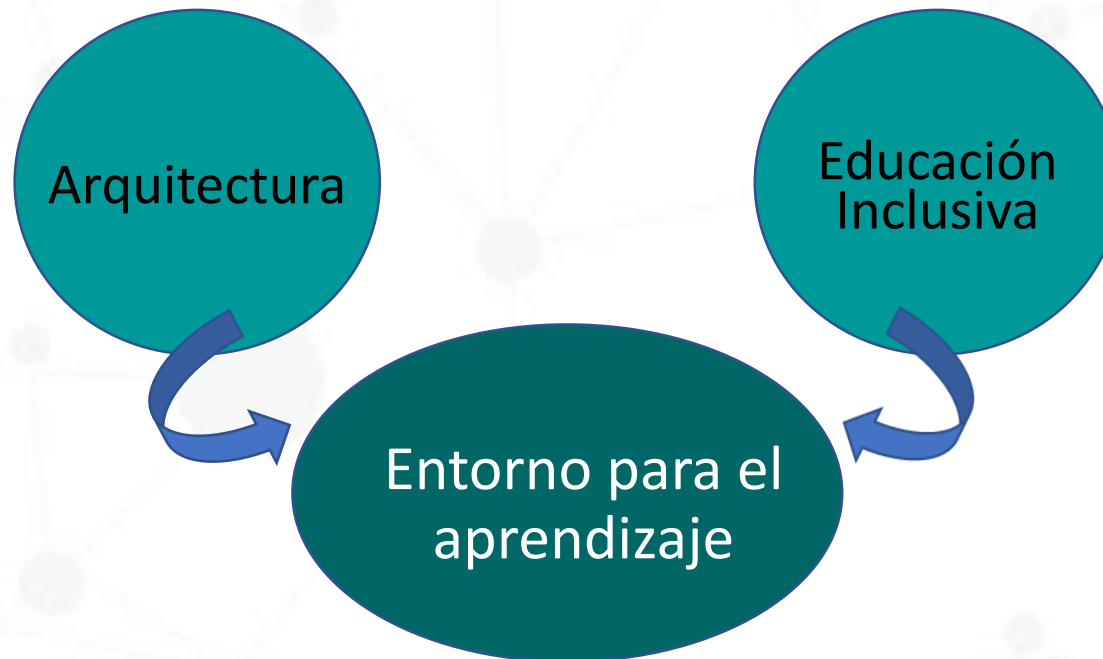 Arquitectura
Educación
Inclusiva
Entorno para el
aprendizaje